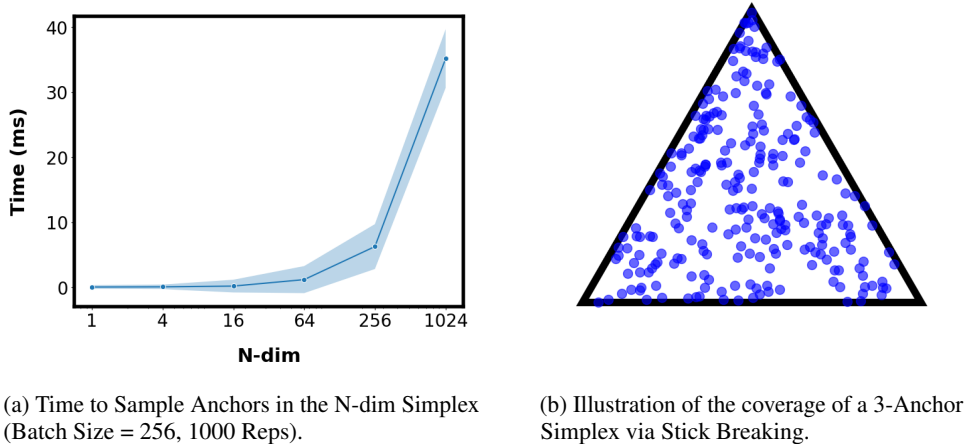 40
30
20
10
0
Time (ms)
1 4 16 64 256 1024
N-dim
(a) Time to Sample Anchors in the N-dim Simplex
(Batch Size = 256, 1000 Reps).
(b) Illustration of the coverage of a 3-Anchor
Simplex via Stick Breaking.